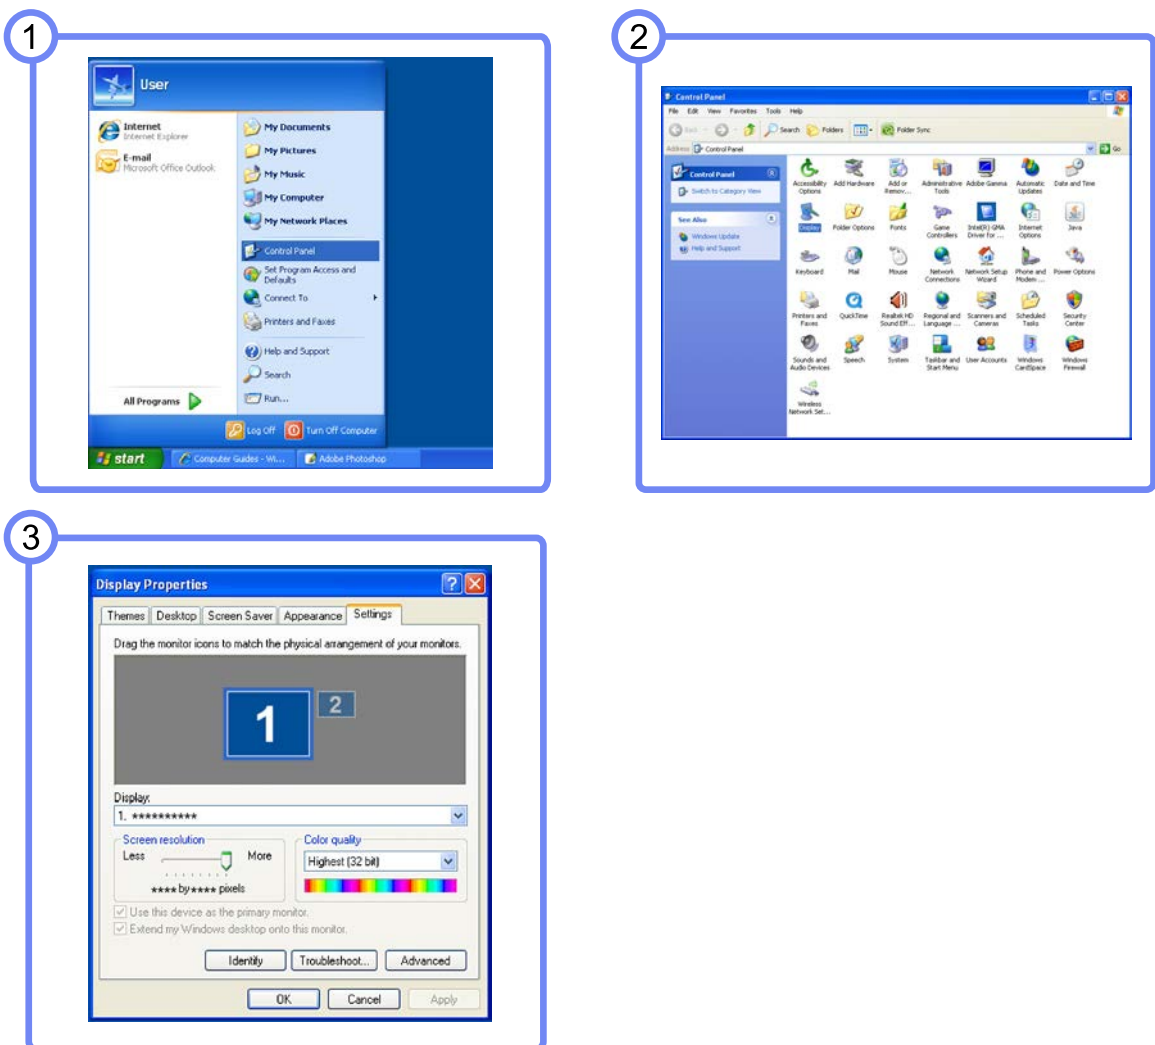 1
User
Internet
Internet Explorer
E-mail
Microsoft Office Outlook
All Programs
My Documents
My Pictures
My Music
My Computer
My Network Places
Control Panel
Set Program Access and
Defaults
Connect To
Printers and Faxes
Help and Support
Search
Run...
Log Off
Turn Off Computer
start
Computer Guides - Wi...
Adobe Photoshop
2
Control Panel
File Edit View Favorites Tools Help
Back Search Folders Folder Sync
Address Control Panel Go
Control Panel
Switch to Category View
See Also
Windows Update
Help and Support
Accessibility
Options
Add Hardware
Add or
Remov...
Administrative
Tools
Adobe Gamma
Automatic
Updates
Date and Time
Display
Folder Options
Fonts
Game
Controllers
Intel(R) GMA
Driver for ...
Internet
Options
Java
Keyboard
Mail
Mouse
Network
Connections
Network Setup
Wizard
Phone and
Modem ...
Power Options
Printers and
Faxes
QuickTime
Realtek HD
Sound Eff...
Regional and
Language ...
Scanners and
Cameras
Scheduled
Tasks
Security
Center
Sounds and
Audio Devices
Speech
System
Taskbar and
Start Menu
User Accounts
Windows
CardSpace
Windows
Firewall
Wireless
Network Set...
3
Display Properties
Themes Desktop Screen Saver Appearance Settings
Drag the monitor icons to match the physical arrangement of your monitors.
1 2
Display:
1. **********
Screen resolution
Less More
**** by **** pixels
Color quality
Highest (32 bit)
Use this device as the primary monitor.
Extend my Windows desktop onto this monitor.
Identify Troubleshoot... Advanced
OK Cancel Apply